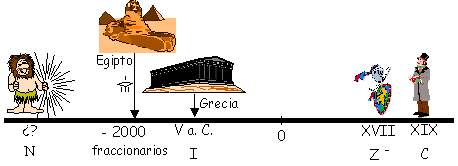 Egipto
Grecia
¿? - 2000 V a. C. 0 XVII XIX
N fraccionarios I Z⁻ C